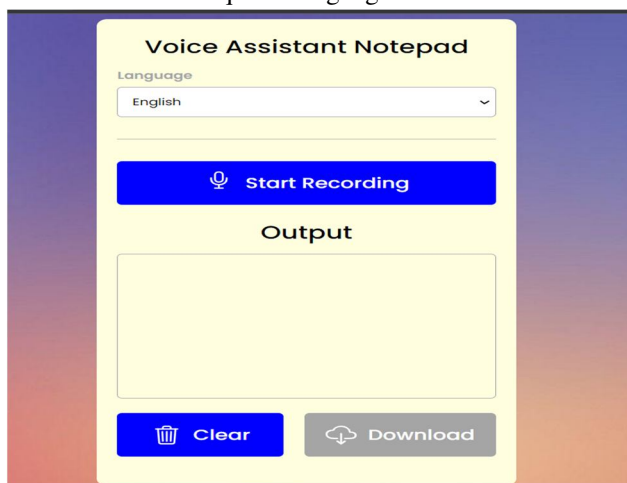 Voice Assistant Notepad
Language
English
Start Recording
Output
Clear
Download